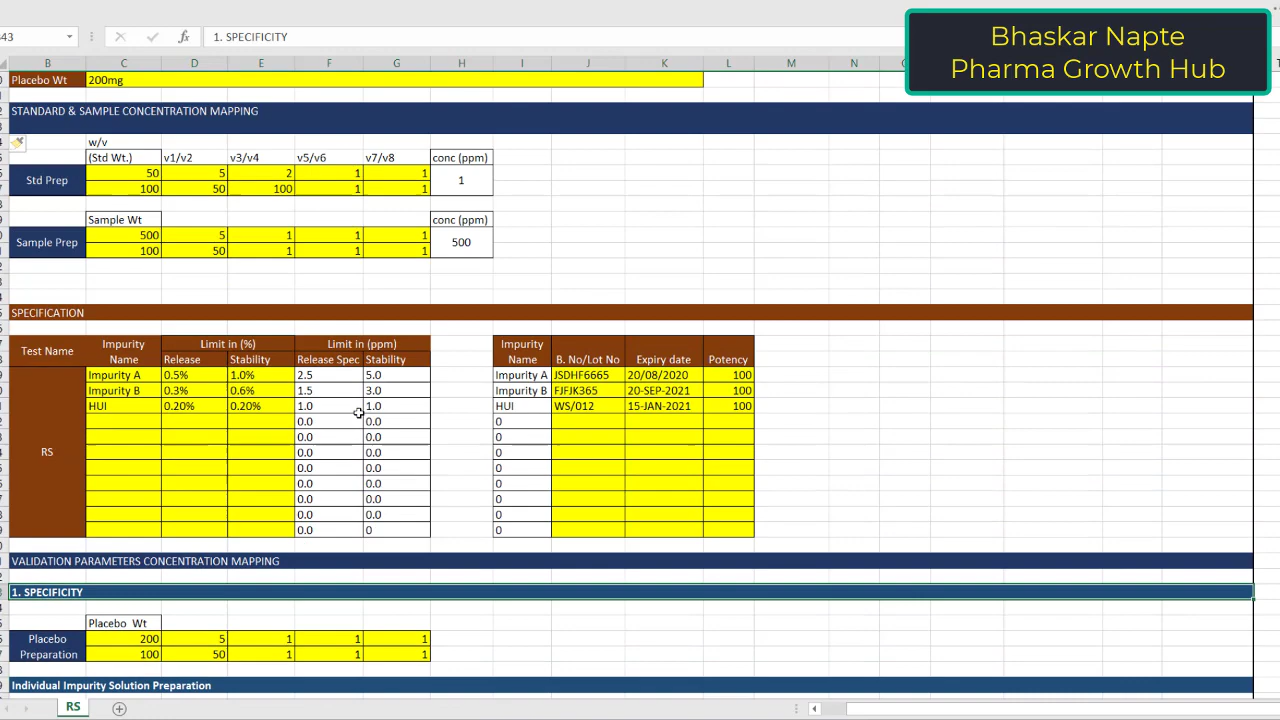 Bhaskar Napte
Pharma Growth Hub
43
1. SPECIFICITY
B C D E F G H I J K L M N
Placebo Wt 200mg
STANDARD & SAMPLE CONCENTRATION MAPPING
w/v
(Std Wt.) v1/v2 v3/v4 v5/v6 v7/v8 conc (ppm)
Std Prep 50 5 2 1 1 1
100 50 100 1 1
Sample Wt conc (ppm)
Sample Prep 500 5 1 1 1 500
100 50 1 1 1
SPECIFICATION
Test Name Impurity Name Limit in (%) Limit in (ppm) Impurity Name B. No/Lot No Expiry date Potency
Release Stability Release Spec Stability
Impurity A 0.5% 1.0% 2.5 5.0 Impurity A JSDHF6665 20/08/2020 100
Impurity B 0.3% 0.6% 1.5 3.0 Impurity B FJFJK365 20-SEP-2021 100
HUI 0.20% 0.20% 1.0 1.0 HUI WS/012 15-JAN-2021 100
0.0 0.0 0
0.0 0.0 0
RS 0.0 0.0 0
0.0 0.0 0
0.0 0.0 0
0.0 0.0 0
0.0 0.0 0
0.0 0 0
VALIDATION PARAMETERS CONCENTRATION MAPPING
1. SPECIFICITY
Placebo Wt
Placebo Preparation 200 5 1 1 1
100 50 1 1 1
Individual Impurity Solution Preparation
RS